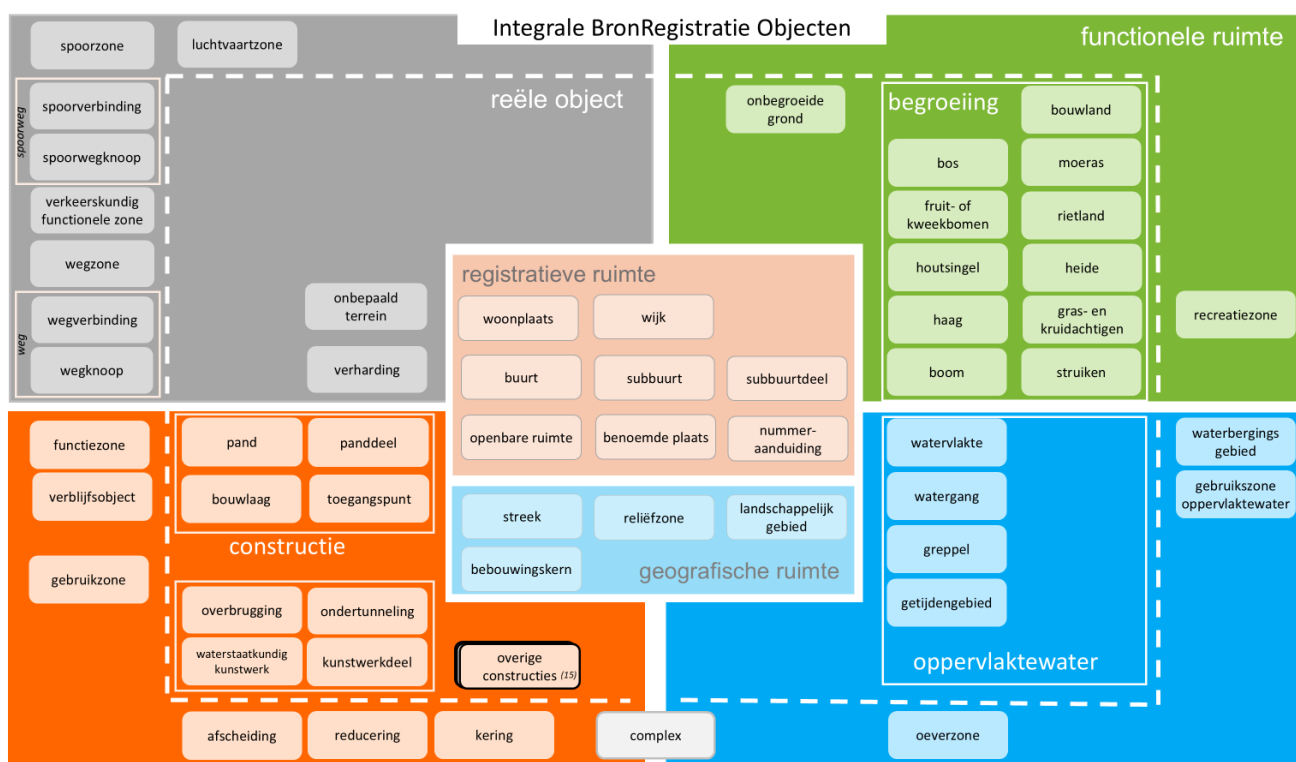 Integrale BronRegistratie Objecten
spoorzone
luchtvaartzone
reële object
spoorweg
spoorverbinding
spoorwegknoop
verkeerskundig
functionele zone
wegzone
weg
wegverbinding
wegknoop
onbepaald
terrein
verharding
functionele ruimte
onbegroeide
grond
begroeiing
bouwland
bos
moeras
fruit- of
kweekbomen
rietland
houtsingel
heide
haag
gras- en
kruidachtigen
boom
struiken
recreatiezone
registratieve ruimte
woonplaats
wijk
buurt
subbuurt
subbuurtdeel
openbare ruimte
benoemde plaats
nummer-
aanduiding
streek
reliëfzone
landschappelijk
gebied
bebouwingskern
geografische ruimte
functiezone
verblijfsobject
gebruikzone
pand
panddeel
bouwlaag
toegangspunt
constructie
overbrugging
ondertunneling
waterstaatkundig
kunstwerk
kunstwerkdeel
overige
constructies (15)
afscheiding
reducering
kering
complex
watervlakte
watergang
greppel
getijdengebied
oppervlaktewater
waterbergings
gebied
gebruikszone
oppervlaktewater
oeverzone